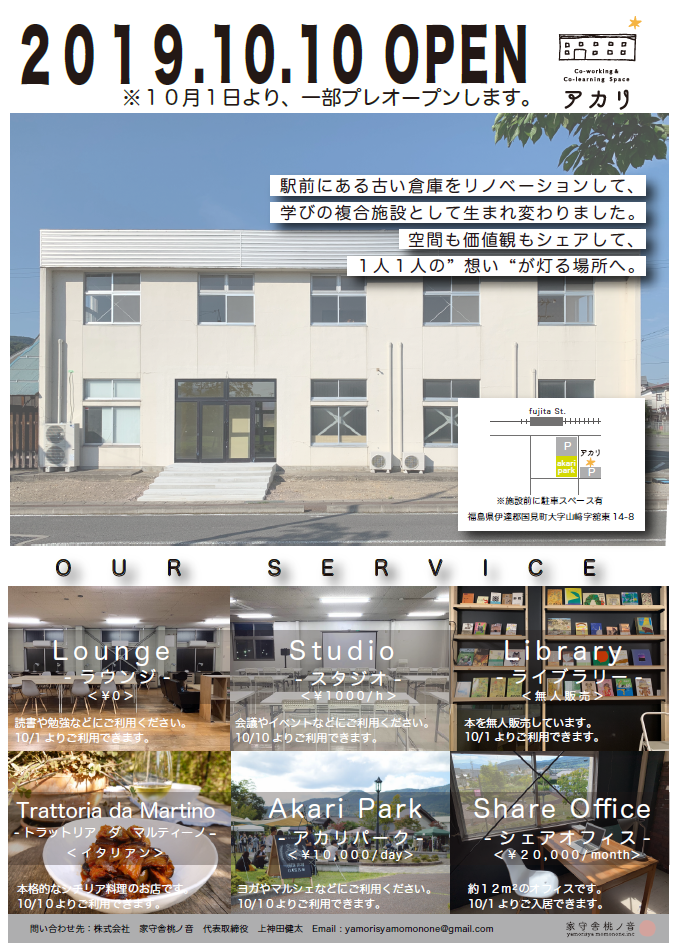 2019.10.10 OPEN
※１０月１日より、一部プレオープンします。
Co-working &
Co-learning Space
アカリ
駅前にある古い倉庫をリノベーションして、
学びの複合施設として生まれ変わりました。
空間も価値観もシェアして、
１人１人の”想い“が灯る場所へ。
fujita St.
P
アカリ
akari
park
P
※施設前に駐車スペース有
福島県伊達郡国見町大字山崎字舘東 14-8
OUR SERVICE
Lounge
- ラウンジ -
＜¥0＞
読書や勉強などにご利用ください。
10/1 よりご利用できます。
Studio
- スタジオ -
＜¥1000/h＞
会議やイベントなどにご利用ください。
10/10 よりご利用できます。
Library
- ライブラリー -
＜無人販売＞
本を無人販売しています。
10/1 よりご利用できます。
Trattoria da Martino
- トラットリア　ダ　マルティーノ -
＜イタリアン＞
本格的なシチリア料理のお店です。
10/10よりご利用できます。
Akari Park
- アカリパーク -
＜¥10,000/day＞
ヨガやマルシェなどにご利用ください。
10/10よりご利用できます。
Share Office
- シェアオフィス -
＜¥20,000/month＞
約１２m²のオフィスです。
10/1 よりご入居できます。
問い合わせ先：株式会社　家守舎桃ノ音　代表取締役　上神田健太　Email：yamorisyamomonone@gmail.com
家守舎桃ノ音
yamorisya momonone.inc